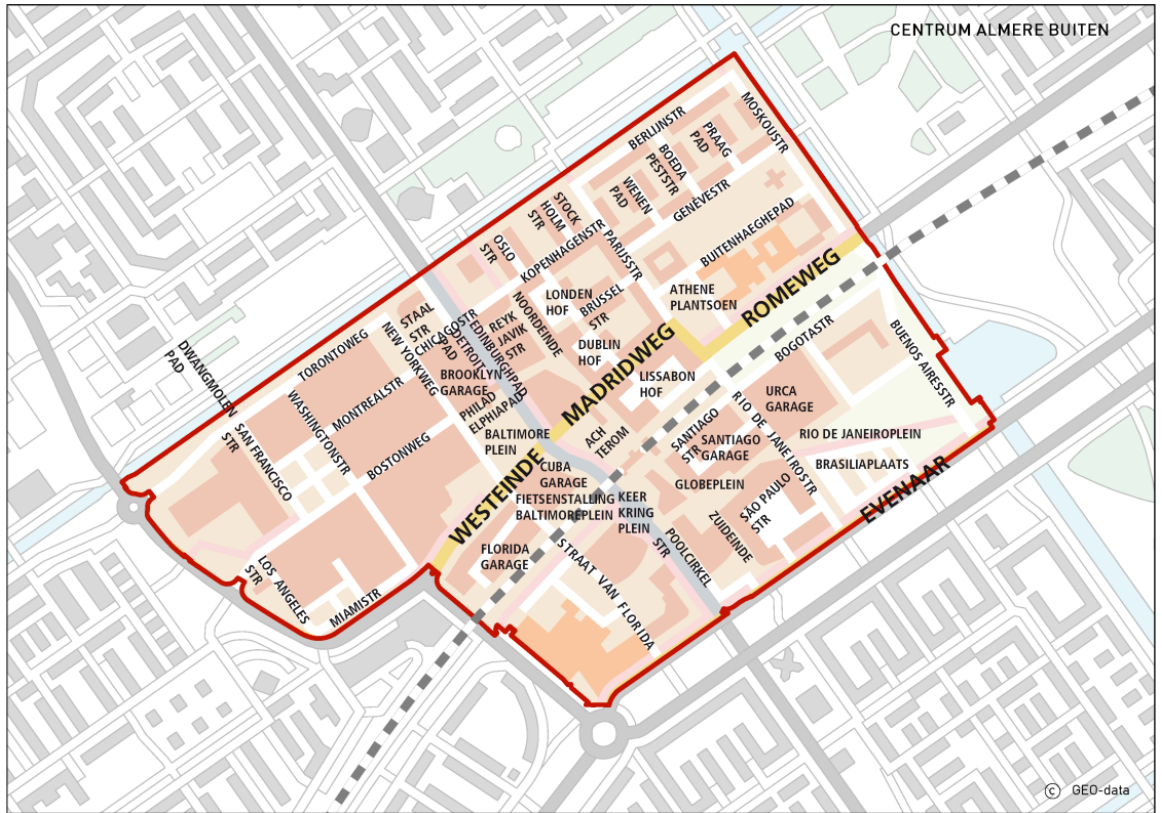 CENTRUM ALMERE BUITEN
MOSKOUSTR
BERLIJNSTR
PRAAG
PAD
BOEDA
PESTSTR
WENEN
PAD
GENÈVESTR
STOCK
HOLM
STR
OSLO
STR
KOPENHAGENSTR
PARIJSSTR
BUITENHAEGHEPAD
ATHENE
PLANTSOEN
ROMEWEG
LONDEN
HOF
BRUSSEL
STR
NOORDEINDE
REYK
JAVIK
STR
EDINBURGHPAD
DUBLIN
HOF
MADRIDWEG
LISSABON
HOF
STAAL
STR
CHICAGOSTR
DETROIT
PAD
NEW YORKWEG
TORONTOWEG
DWANGMOLEN
PAD
MONTREALSTR
WASHINGTONSTR
BROOKLYN
GARAGE
PHILAD
ELPHIAPAD
BOSTONWEG
SAN FRANCISCO
STR
BALTIMORE
PLEIN
WESTEINDE
CUBA
GARAGE
FIETSENSTALLING
BALTIMOREPLEIN
ACH
TEROM
KEER
KRING
PLEIN
BOGOTASTR
BUENOS AIRESSTR
URCA
GARAGE
RIO DE JANEIROSTR
SANTIAGO
STR
SANTIAGO
GARAGE
RIO DE JANEIROPLEIN
BRASILIAPLAATS
GLOBEPLEIN
EVENAAR
SÃO PAULO
STR
ZUIDEINDE
POOLCIRKEL
STR
FLORIDA
GARAGE
STRAAT VAN FLORIDA
LOS ANGELES
STR
MIAMISTR
© GEO-data